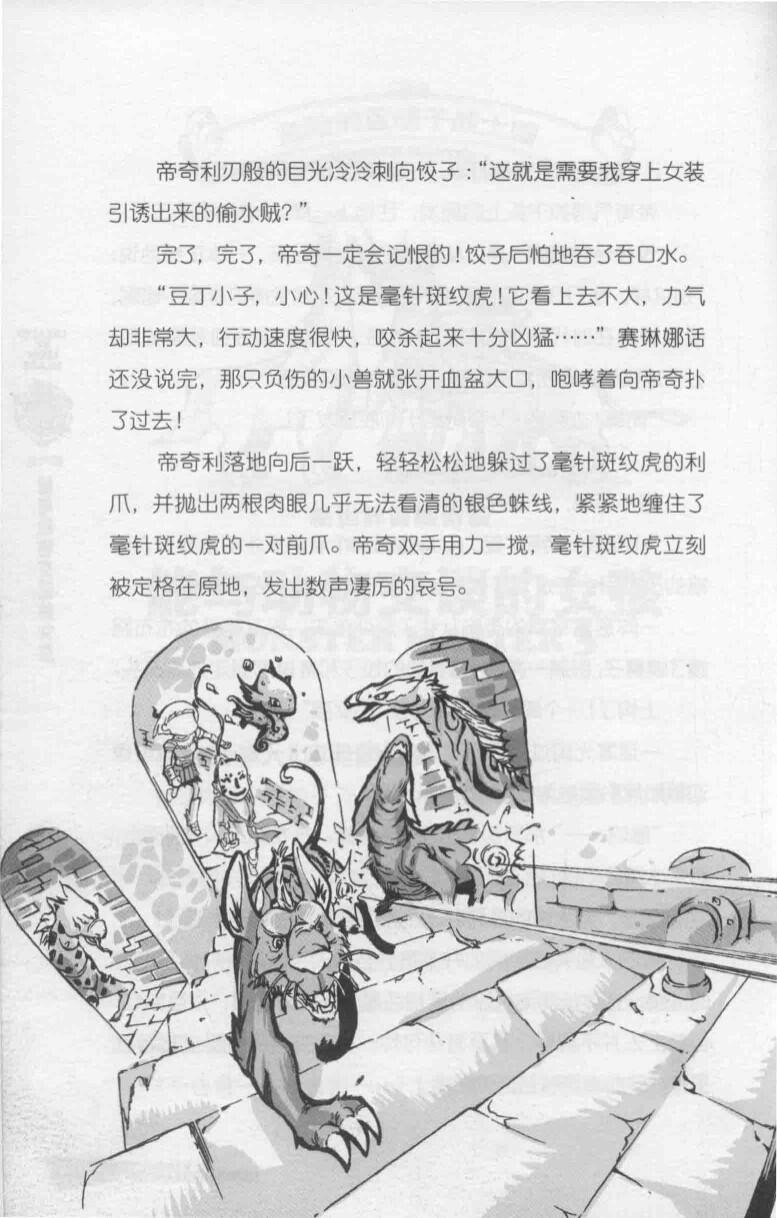 帝奇利刃般的目光冷冷刺向饺子：“这就是需要我穿上女装
引诱出来的偷水贼？”
完了，完了，帝奇一定会记恨的！饺子后怕地吞了吞口水。
“豆丁小子，小心！这是毫针斑纹虎！它看上去不大，力气
却非常大，行动速度很快，咬杀起来十分凶猛……”赛琳娜话
还没说完，那只负伤的小兽就张开血盆大口，咆哮着向帝奇扑
了过去！
帝奇利落地向后一跃，轻轻松松地躲过了毫针斑纹虎的利
爪，并抛出两根肉眼几乎无法看清的银色蛛线，紧紧地缠住了
毫针斑纹虎的一对前爪。帝奇双手用力一搅，毫针斑纹虎立刻
被定格在原地，发出数声凄厉的哀号。